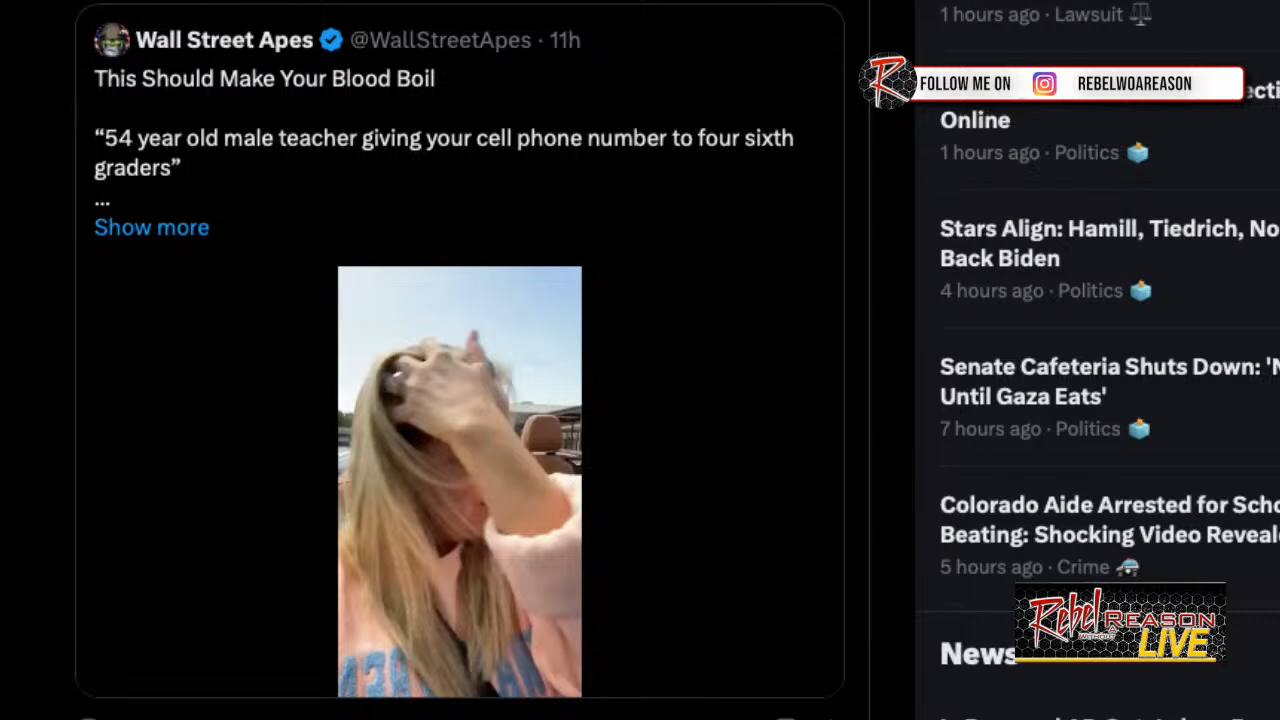 Wall Street Apes @WallStreetApes · 11h
This Should Make Your Blood Boil
“54 year old male teacher giving your cell phone number to four sixth
graders”
...
Show more
1 hours ago · Lawsuit
FOLLOW ME ON REBELWOAREASON
Online
1 hours ago · Politics
Stars Align: Hamill, Tiedrich,
Back Biden
4 hours ago · Politics
Senate Cafeteria Shuts Down:
Until Gaza Eats'
7 hours ago · Politics
Colorado Aide Arrested for
Beating: Shocking Video
5 hours ago · Crime
Rebel WITHOUT A REASON
LIVE
News